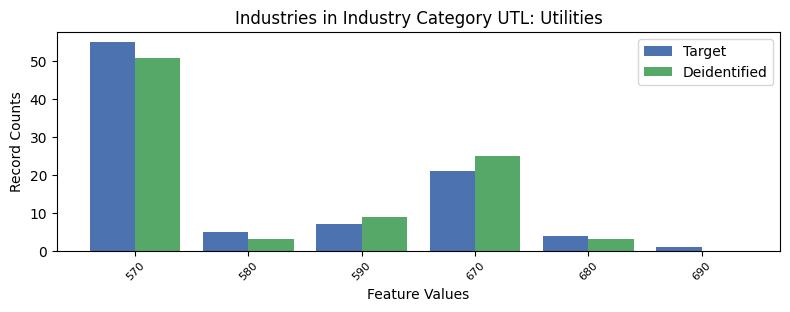 Industries in Industry Category UTL: Utilities
Target
Deidentified
Record Counts
50
40
30
20
10
0
570
580
590
670
680
690
Feature Values